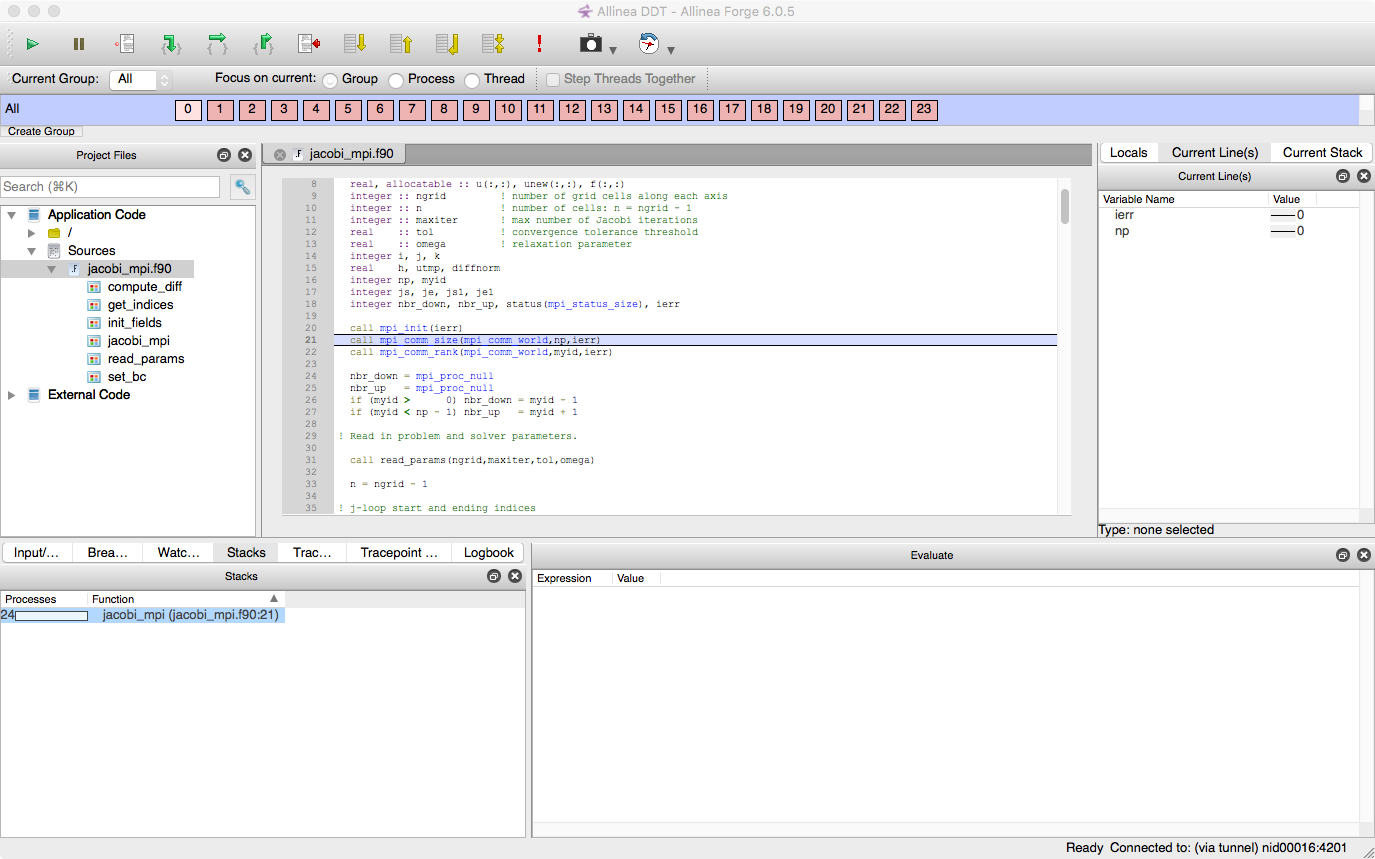 Allinea DDT - Allinea Forge 6.0.5
Current Group: All Focus on current: Group Process Thread Step Threads Together
All 0 1 2 3 4 5 6 7 8 9 10 11 12 13 14 15 16 17 18 19 20 21 22 23
Create Group
Project Files
Search (⌘K)
Application Code
/
Sources
.F jacobi_mpi.f90
compute_diff
get_indices
init_fields
jacobi_mpi
read_params
set_bc
External Code
.F jacobi_mpi.f90
8 real, allocatable :: u(:,:), unew(:,:), f(:,:)
9 integer :: ngrid ! number of grid cells along each axis
10 integer :: n ! number of cells: n = ngrid - 1
11 integer :: maxiter ! max number of Jacobi iterations
12 real :: tol ! convergence tolerance threshold
13 real :: omega ! relaxation parameter
14 integer i, j, k
15 real h, utmp, diffnorm
16 integer np, myid
17 integer js, je, js1, je1
18 integer nbr_down, nbr_up, status(mpi_status_size), ierr
19
20 call mpi_init(ierr)
21 call mpi_comm_size(mpi_comm_world,np,ierr)
22 call mpi_comm_rank(mpi_comm_world,myid,ierr)
23
24 nbr_down = mpi_proc_null
25 nbr_up = mpi_proc_null
26 if (myid > 0) nbr_down = myid - 1
27 if (myid < np - 1) nbr_up = myid + 1
28
29 ! Read in problem and solver parameters.
30
31 call read_params(ngrid,maxiter,tol,omega)
32
33 n = ngrid - 1
34
35 ! j-loop start and ending indices
Locals Current Line(s) Current Stack
Current Line(s)
Variable Name Value
ierr 0
np 0
Type: none selected
Input/... Brea... Watc... Stacks Trac... Tracepoint ... Logbook
Stacks
Processes Function
24 jacobi_mpi (jacobi_mpi.f90:21)
Evaluate
Expression Value
Ready Connected to: (via tunnel) nid00016:4201